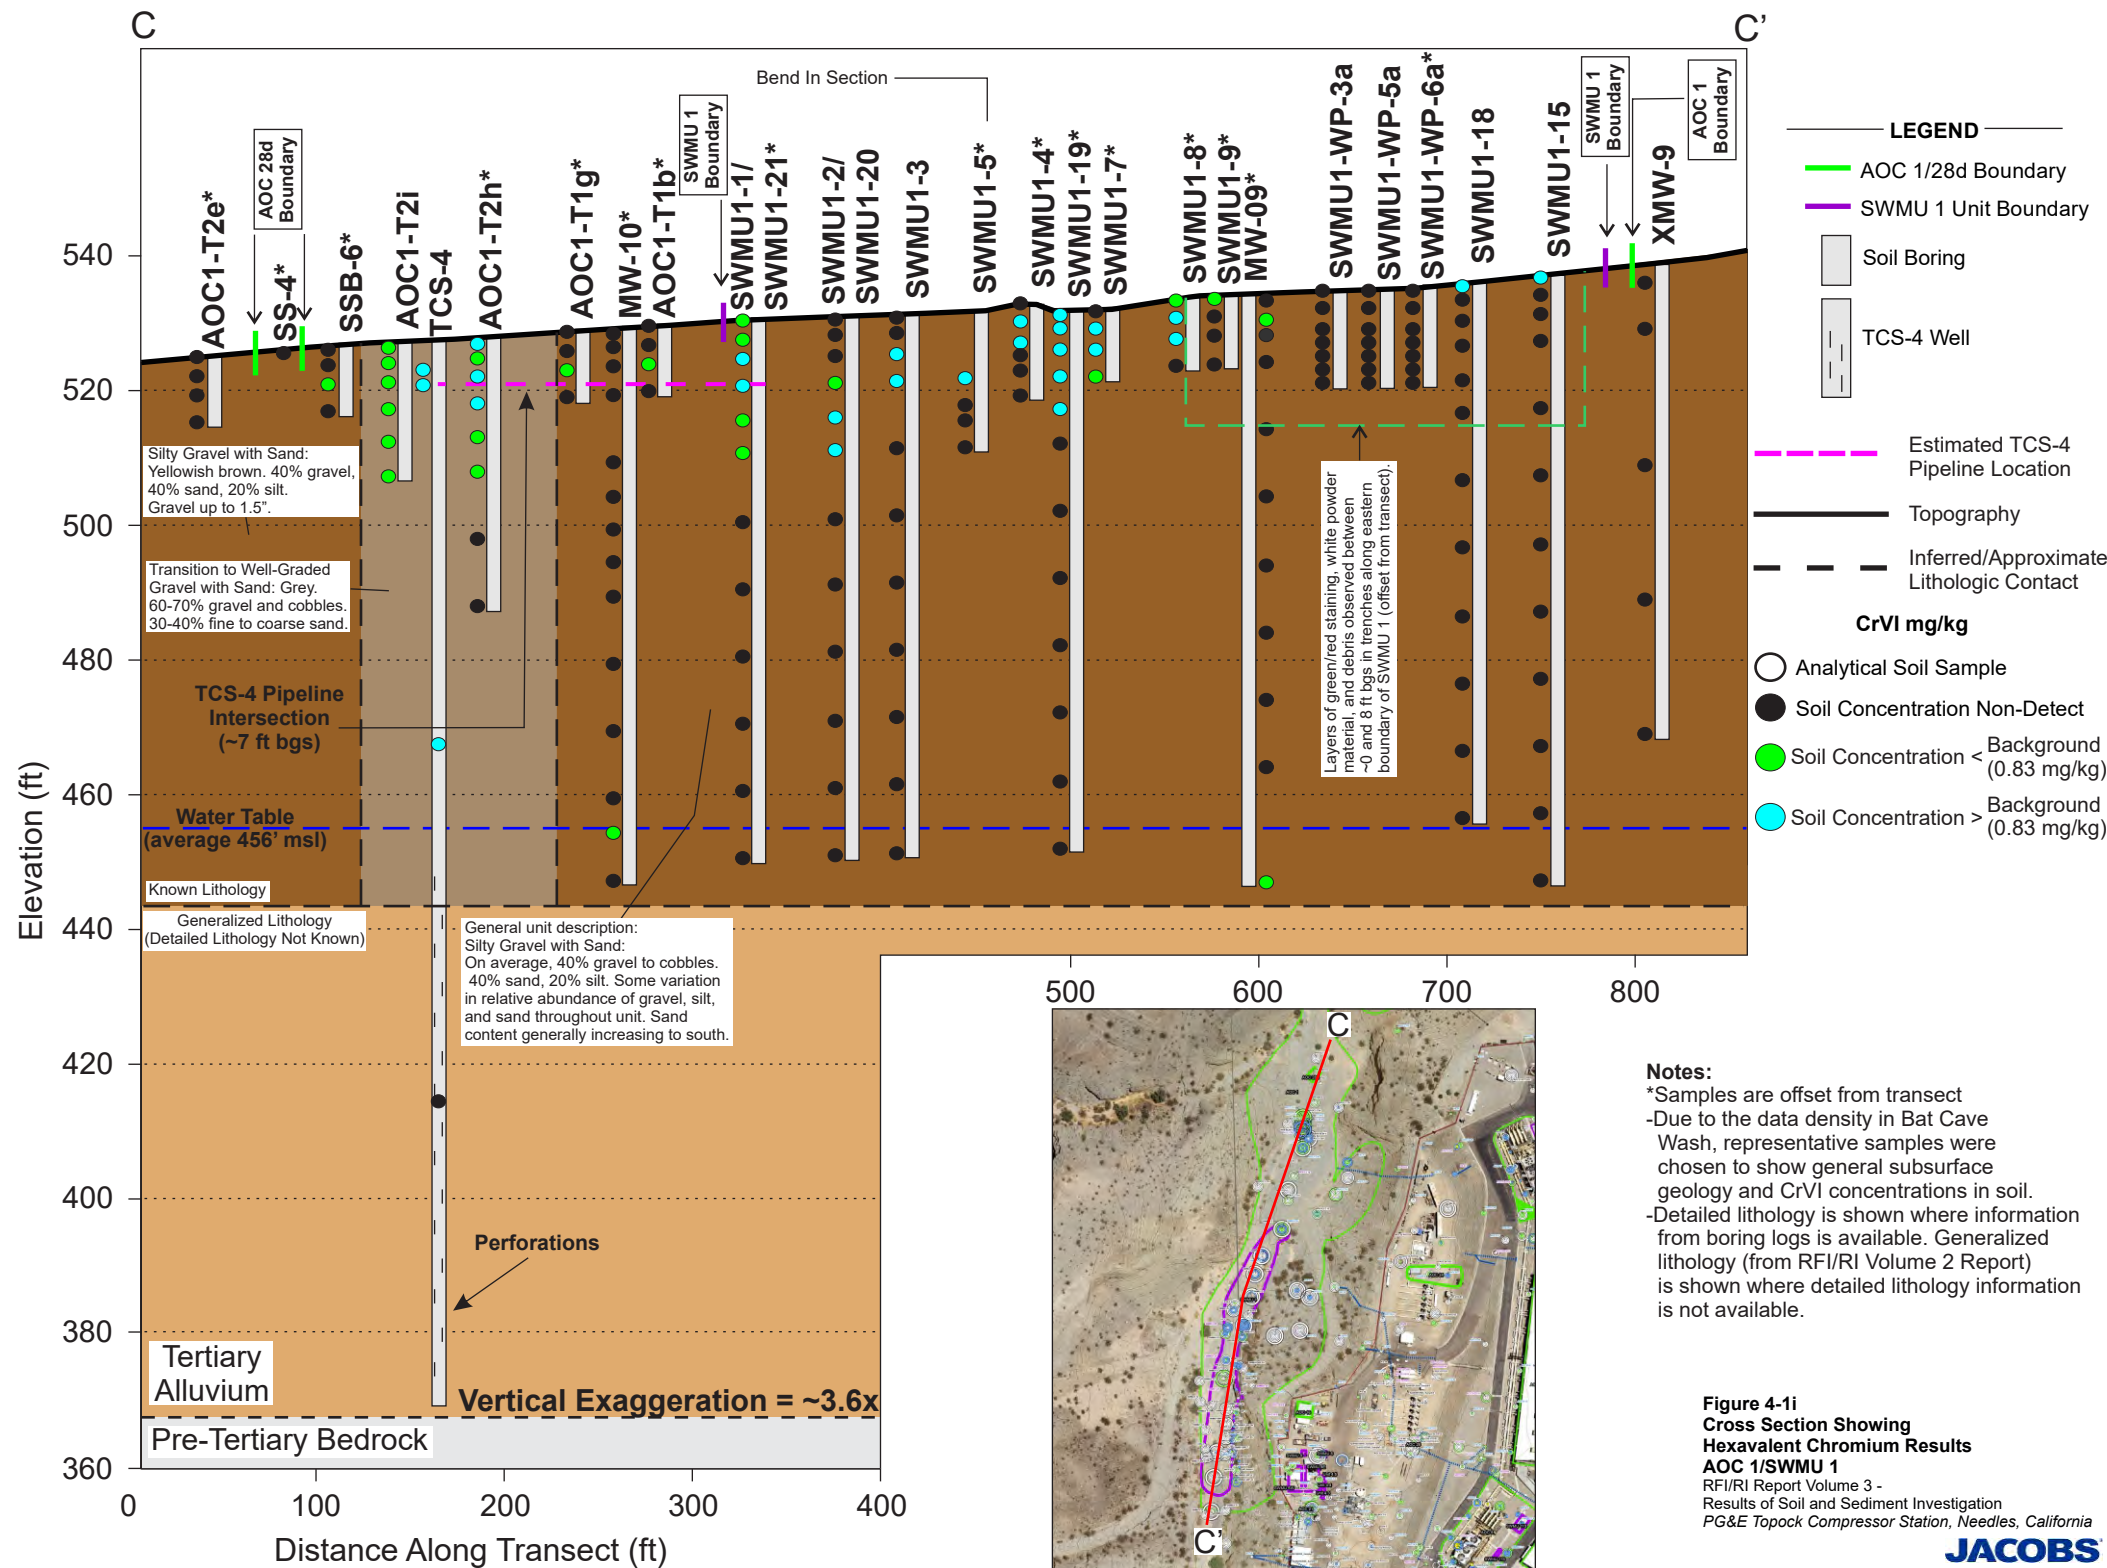 C
C’
Bend In Section
AOC1-T2e*
AOC 28d
Boundary
SS-4*
SSB-6*
AOC1-T2i
TCS-4
AOC1-T2h*
AOC1-T1g*
MW-10*
AOC1-T1b*
SWMU 1
Boundary
SWMU1-1/
SWMU1-21*
SWMU1-2/
SWMU1-20
SWMU1-3
SWMU1-5*
SWMU1-4*
SWMU1-19*
SWMU1-7*
SWMU1-8*
SWMU1-9*
MW-09*
SWMU1-WP-3a
SWMU1-WP-5a
SWMU1-WP-6a*
SWMU1-18
SWMU1-15
SWMU 1
Boundary
XMW-9
AOC 1
Boundary
LEGEND
AOC 1/28d Boundary
SWMU 1 Unit Boundary
Soil Boring
TCS-4 Well
Estimated TCS-4
Pipeline Location
Topography
Inferred/Approximate
Lithologic Contact
CrVI mg/kg
Analytical Soil Sample
Soil Concentration Non-Detect
Soil Concentration < Background
(0.83 mg/kg)
Soil Concentration > Background
(0.83 mg/kg)
Elevation (ft)
540
520
500
480
460
440
420
400
380
360
Silty Gravel with Sand:
Yellowish brown. 40% gravel,
40% sand, 20% silt.
Gravel up to 1.5”.
Transition to Well-Graded
Gravel with Sand: Grey.
60-70% gravel and cobbles.
30-40% fine to coarse sand.
TCS-4 Pipeline
Intersection
(~7 ft bgs)
Water Table
(average 456’ msl)
Known Lithology
Generalized Lithology
(Detailed Lithology Not Known)
General unit description:
Silty Gravel with Sand:
On average, 40% gravel to cobbles.
40% sand, 20% silt. Some variation
in relative abundance of gravel, silt,
and sand throughout unit. Sand
content generally increasing to south.
Layers of green/red staining, white powder
material, and debris observed between
~0 and 8 ft bgs in trenches along eastern
boundary of SWMU 1 (offset from transect).
Perforations
Tertiary
Alluvium
Vertical Exaggeration = ~3.6x
Pre-Tertiary Bedrock
0
100
200
300
400
500
600
700
800
Distance Along Transect (ft)
C
C’
Notes:
*Samples are offset from transect
-Due to the data density in Bat Cave
Wash, representative samples were
chosen to show general subsurface
geology and CrVI concentrations in soil.
-Detailed lithology is shown where information
from boring logs is available. Generalized
lithology (from RFI/RI Volume 2 Report)
is shown where detailed lithology information
is not available.
Figure 4-1i
Cross Section Showing
Hexavalent Chromium Results
AOC 1/SWMU 1
RFI/RI Report Volume 3 -
Results of Soil and Sediment Investigation
PG&E Topock Compressor Station, Needles, California
JACOBS